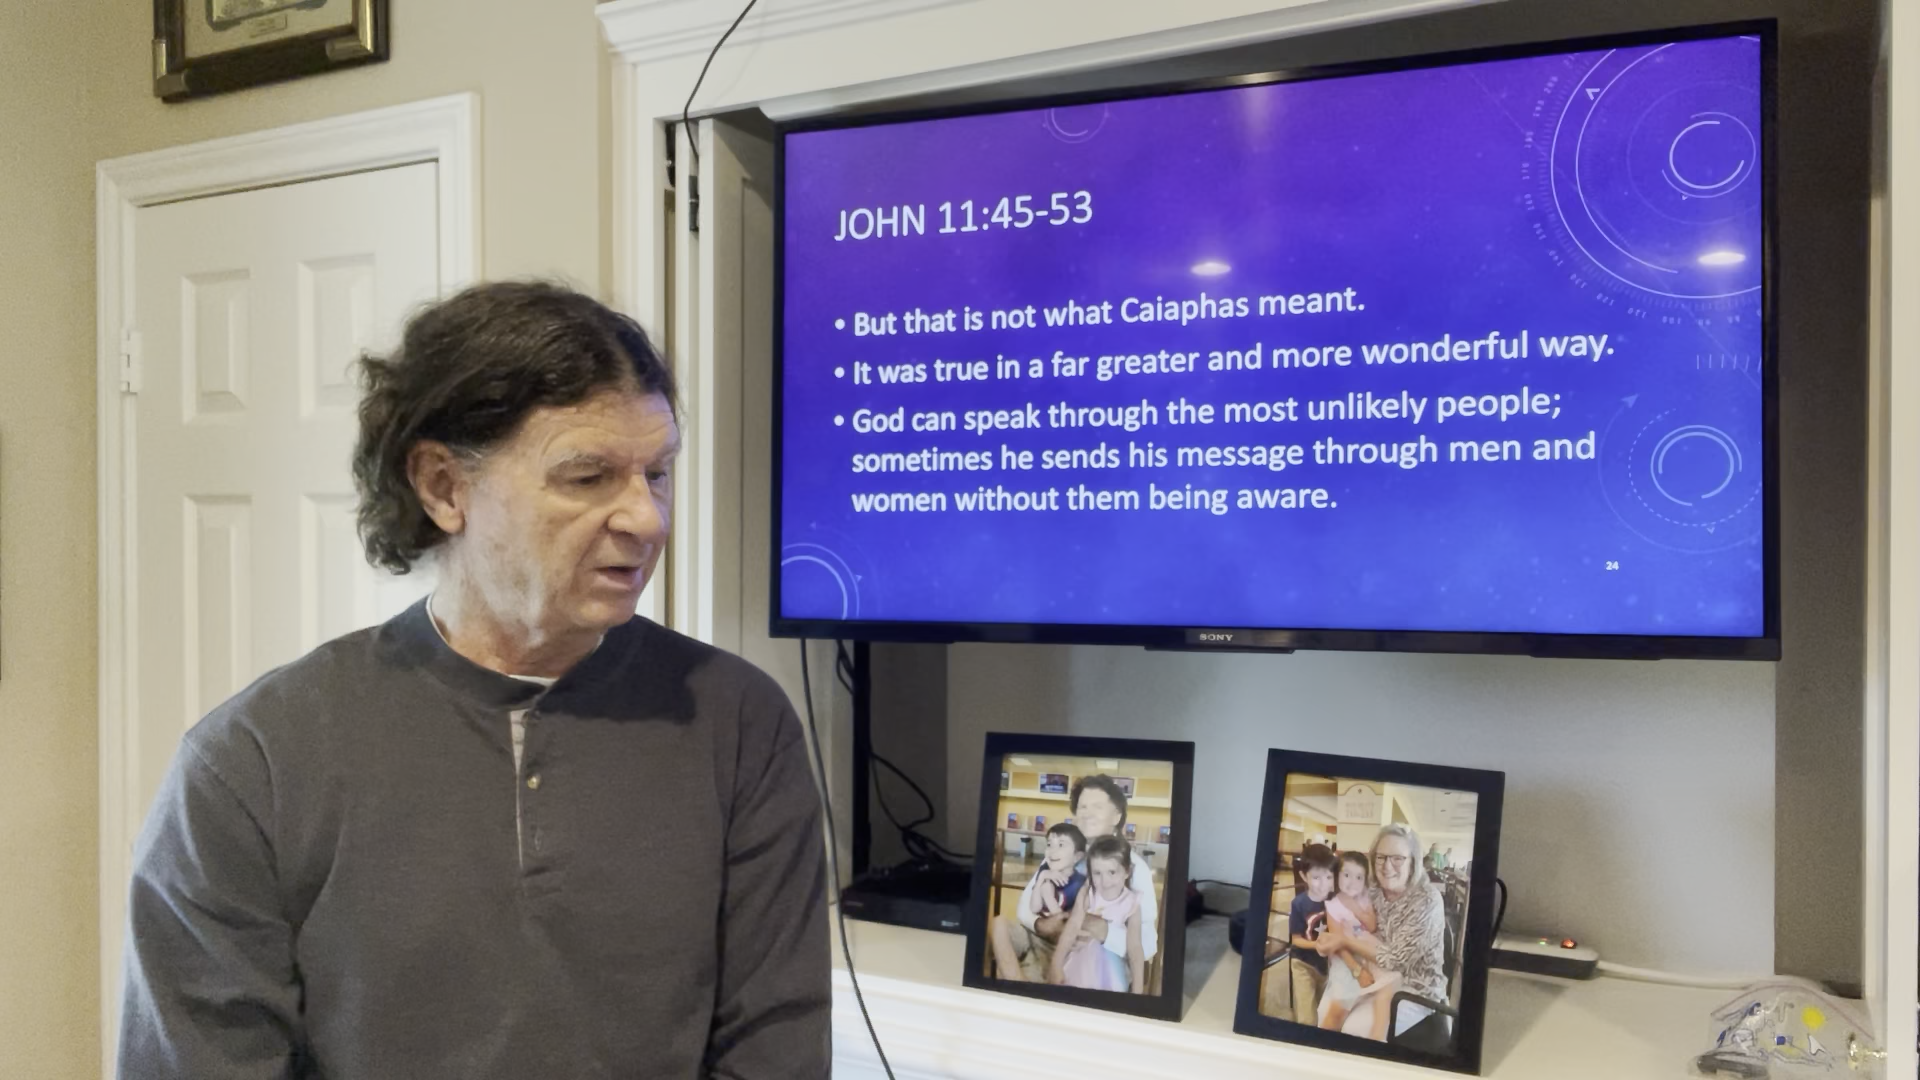 JOHN 11:45-53
• But that is not what Caiaphas meant.
• It was true in a far greater and more wonderful way.
• God can speak through the most unlikely people;
sometimes he sends his message through men and
women without them being aware.
24
SONY